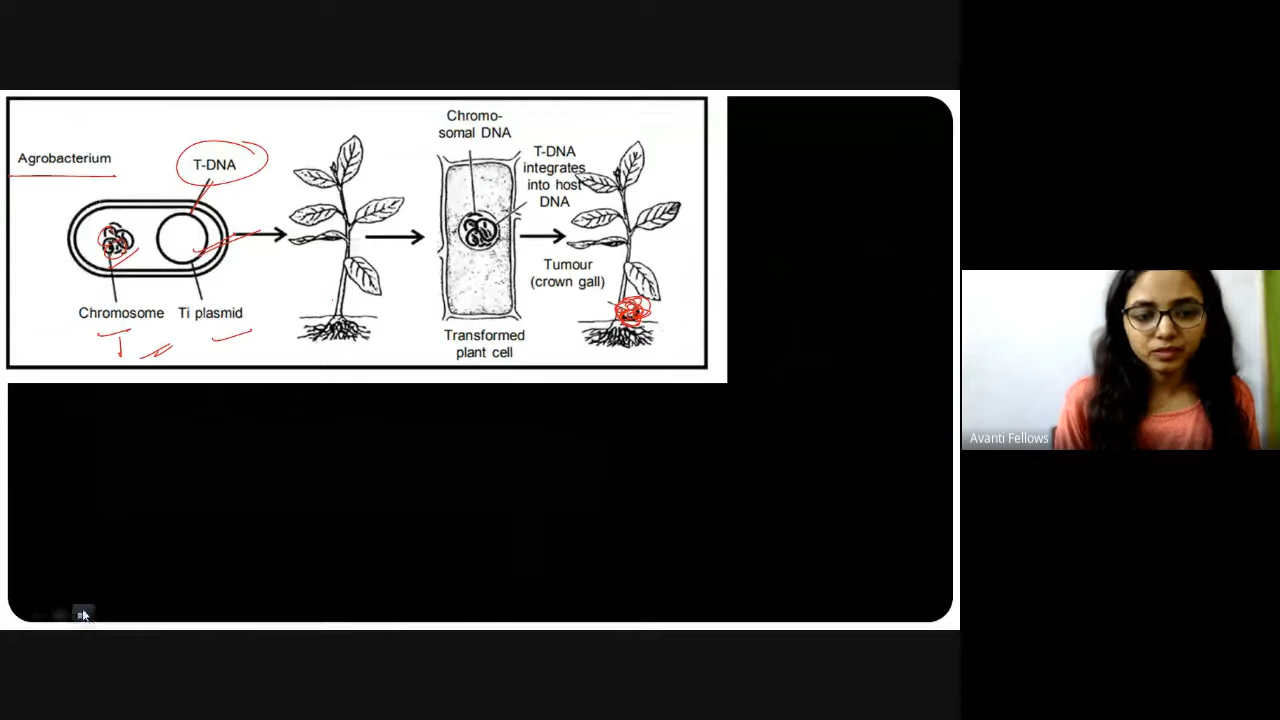 Chromo-
somal DNA
T-DNA
integrates
into host
DNA
Agrobacterium
T-DNA
Tumour
(crown gall)
Chromosome
Ti plasmid
Transformed
plant cell
Avanti Fellows